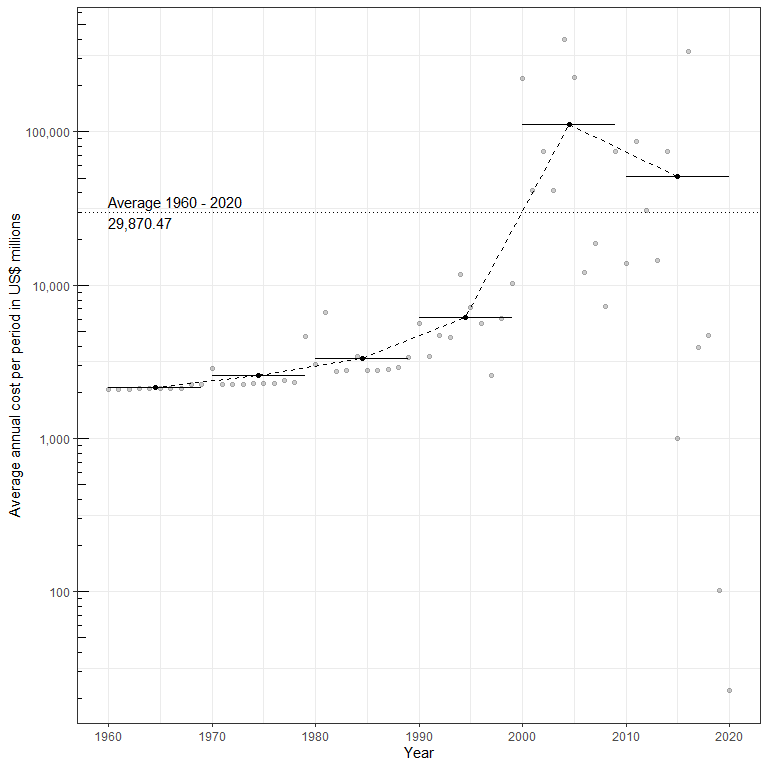 Average annual cost per period in US$ millions
100,000
10,000
1,000
100
Average 1960 - 2020
29,870.47
1960 1970 1980 1990 2000 2010 2020
Year